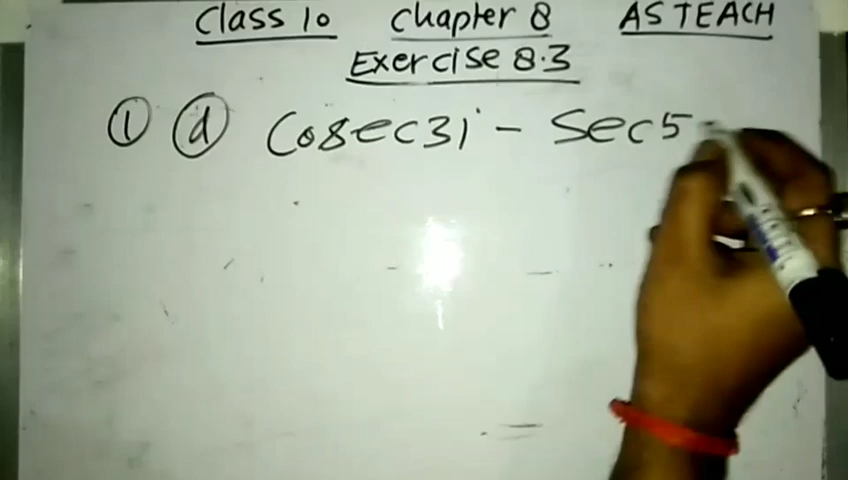 Class 10 Chapter 8 AS TEACH
Exercise 8.3
1 d Cosec31 - Sec5